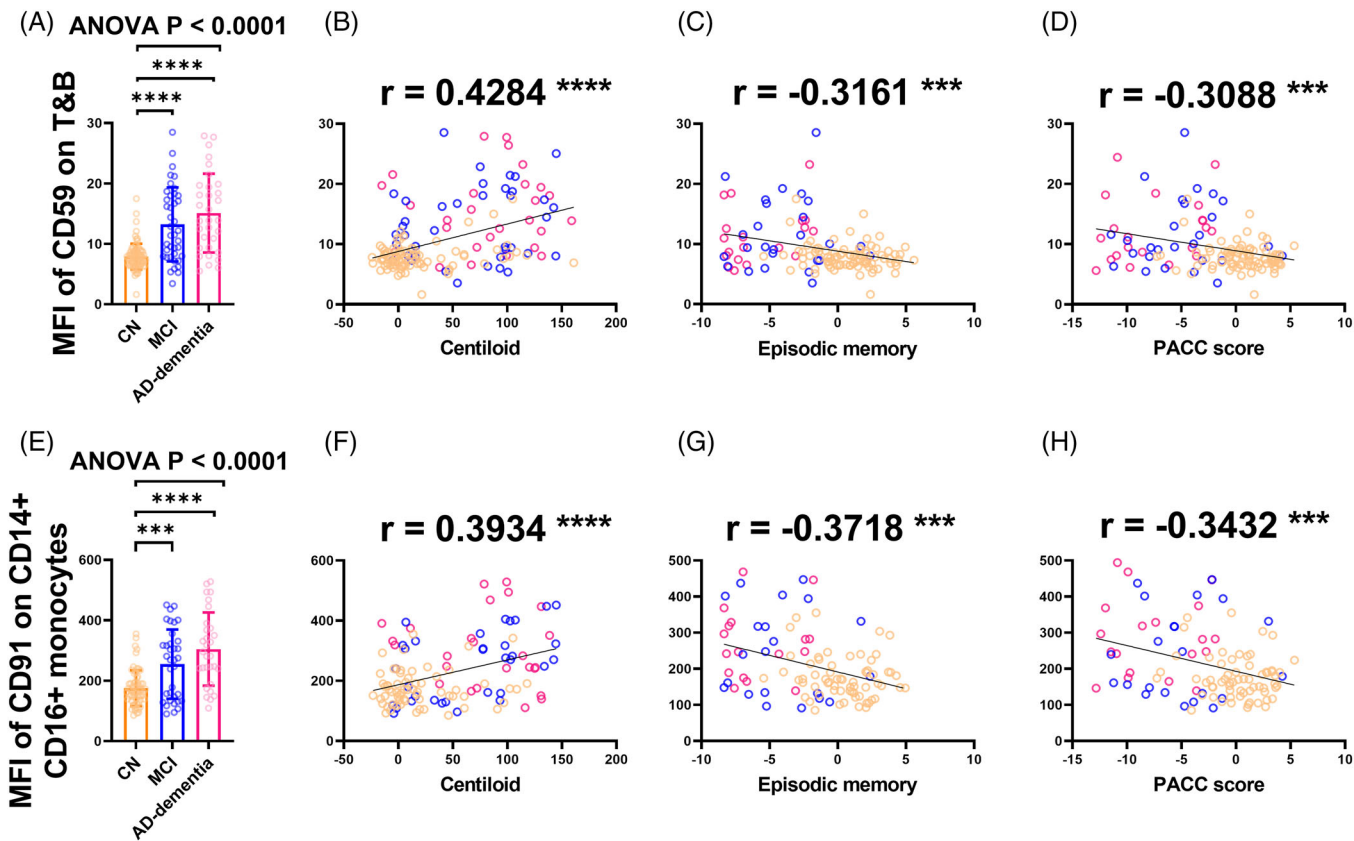 (A)
ANOVA P < 0.0001
****
****
MFI of CD59 on T&B
30
20
10
0
CN
MCI
AD-dementia
(B)
r = 0.4284 ****
30
20
10
0
-50
0
50
100
150
200
Centiloid
(C)
r = -0.3161 ***
30
20
10
0
-10
-5
0
5
10
Episodic memory
(D)
r = -0.3088 ***
30
20
10
0
-15
-10
-5
0
5
10
PACC score
(E)
ANOVA P < 0.0001
****
***
MFI of CD91 on CD14+
CD16+ monocytes
600
400
200
0
CN
MCI
AD-dementia
(F)
r = 0.3934 ****
600
400
200
0
-50
0
50
100
150
200
Centiloid
(G)
r = -0.3718 ***
500
400
300
200
100
0
-10
-5
0
5
10
Episodic memory
(H)
r = -0.3432 ***
500
400
300
200
100
0
-15
-10
-5
0
5
10
PACC score